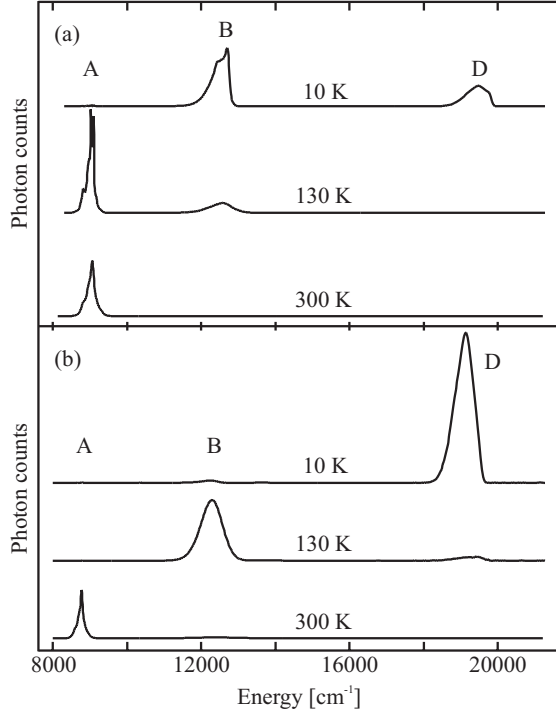 (a)
A
B
D
10 K
130 K
300 K
Photon counts
(b)
A
B
D
10 K
130 K
300 K
Photon counts
8000 12000 16000 20000
Energy [cm⁻¹]